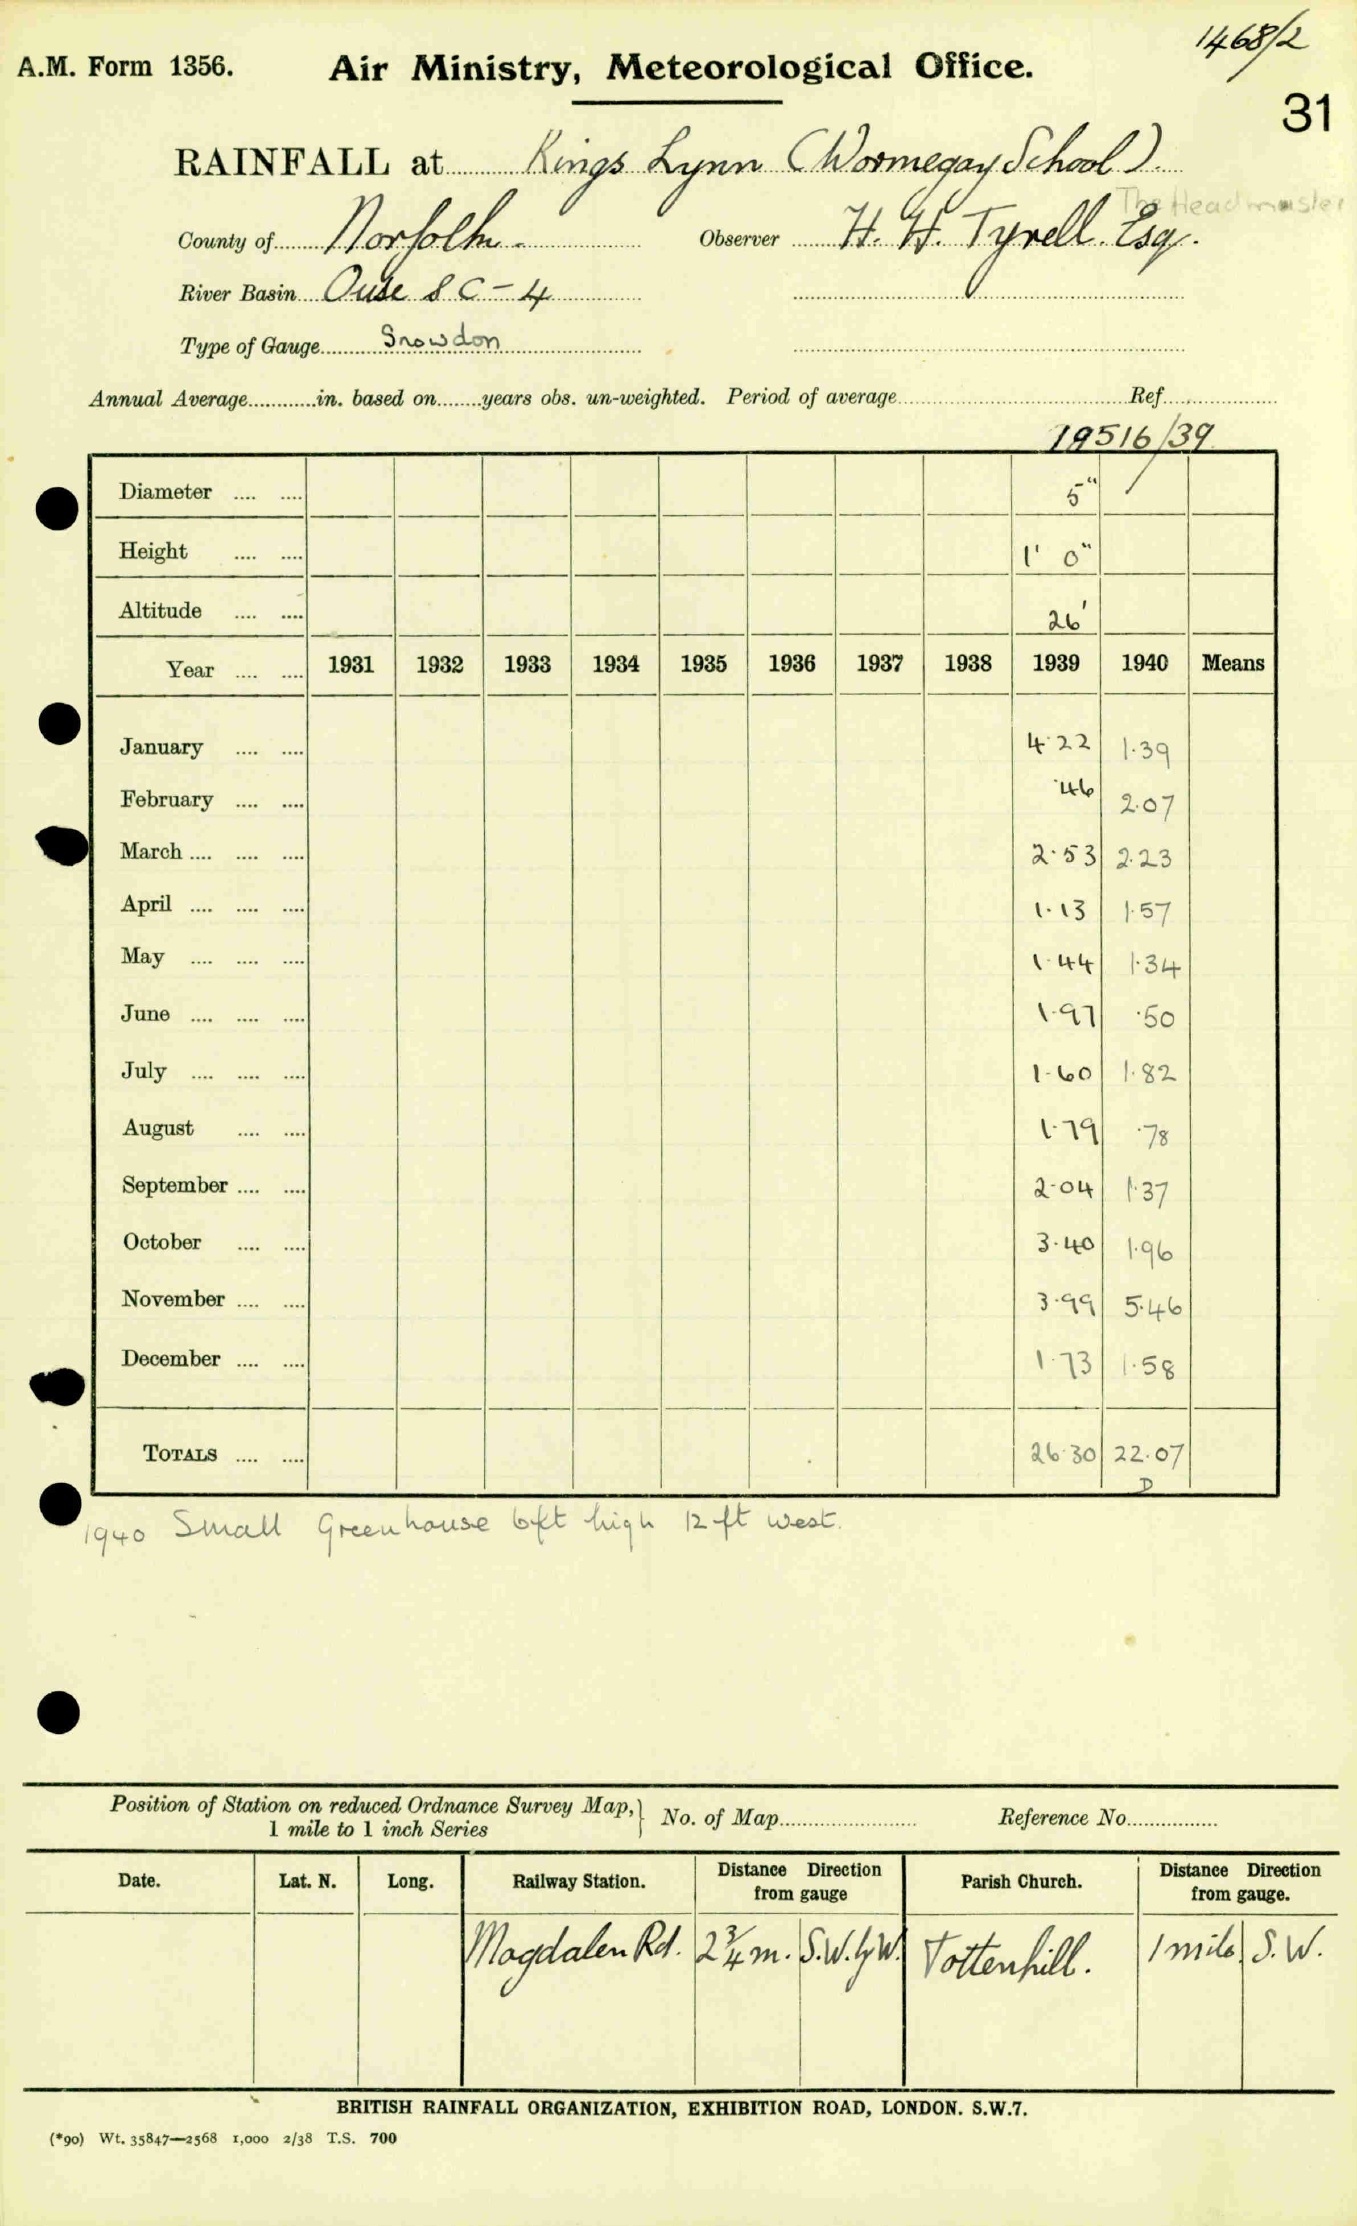 1468/2
A.M. Form 1356. Air Ministry, Meteorological Office.
31
RAINFALL at Kings Lynn (Wormegay School).
The Headmaster
County of Norfolk. Observer H. H. Tyrell. Esq.
River Basin Ouse 8 C-4
Type of Gauge Snowdon
Annual Average in. based on years obs. un-weighted. Period of average Ref.
19516/39
Diameter .... .... 5"
Height .... .... 1' 0"
Altitude .... .... 26'
Year .... .... 1931 1932 1933 1934 1935 1936 1937 1938 1939 1940 Means
January .... .... 4.22 1.39
February .... .... .46 2.07
March .... .... .... 2.53 2.23
April .... .... .... 1.13 1.57
May .... .... .... 1.44 1.34
June .... .... .... 1.97 .50
July .... .... .... 1.60 1.82
August .... .... 1.79 .78
September .... .... 2.04 1.37
October .... .... 3.40 1.96
November .... .... 3.99 5.46
December .... .... 1.73 1.58
TOTALS .... .... 26.30 22.07
D
1940 Small Greenhouse 6ft high 12 ft west.
Position of Station on reduced Ordnance Survey Map, } No. of Map Reference No.
1 mile to 1 inch Series
Date. Lat. N. Long. Railway Station. Distance Direction from gauge Parish Church. Distance Direction from gauge.
Magdalen Rd. 2¾ m. S.W. by W. Tottenhill. 1 mile. S.W.
BRITISH RAINFALL ORGANIZATION, EXHIBITION ROAD, LONDON. S.W.7.
(*90) Wt. 35847—2568 1,000 2/38 T.S. 700